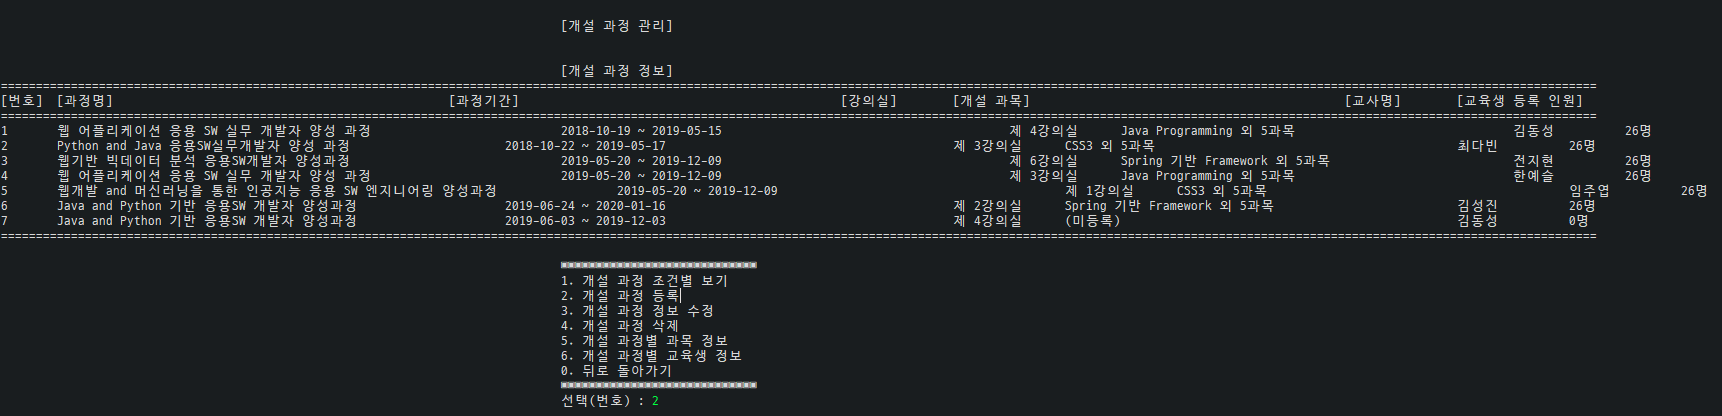 [개설 과정 관리]
[개설 과정 정보]
================================================================================
[번호] [과정명] [과정기간] [강의실] [개설 과목] [교사명] [교육생 등록 인원]
================================================================================
1 웹 어플리케이션 응용 SW 실무 개발자 양성 과정 2018-10-19 ~ 2019-05-15 제 4강의실 Java Programming 외 5과목 김동성 26명
2 Python and Java 응용SW실무개발자 양성 과정 2018-10-22 ~ 2019-05-17 제 3강의실 CSS3 외 5과목 최다빈 26명
3 웹기반 빅데이터 분석 응용SW개발자 양성과정 2019-05-20 ~ 2019-12-09 제 6강의실 Spring 기반 Framework 외 5과목 전지현 26명
4 웹 어플리케이션 응용 SW 실무 개발자 양성 과정 2019-05-20 ~ 2019-12-09 제 3강의실 Java Programming 외 5과목 한예슬 26명
5 웹개발 and 머신러닝을 통한 인공지능 응용 SW 엔지니어링 양성과정 2019-05-20 ~ 2019-12-09 제 1강의실 CSS3 외 5과목 임주엽 26명
6 Java and Python 기반 응용SW 개발자 양성과정 2019-06-24 ~ 2020-01-16 제 2강의실 Spring 기반 Framework 외 5과목 김성진 26명
7 Java and Python 기반 응용SW 개발자 양성과정 2019-06-03 ~ 2019-12-03 제 4강의실 (미등록) 김동성 0명
================================================================================
▣▣▣▣▣▣▣▣▣▣▣▣▣▣▣▣▣▣▣▣▣▣▣▣▣▣▣▣
1. 개설 과정 조건별 보기
2. 개설 과정 등록
3. 개설 과정 정보 수정
4. 개설 과정 삭제
5. 개설 과정별 과목 정보
6. 개설 과정별 교육생 정보
0. 뒤로 돌아가기
▣▣▣▣▣▣▣▣▣▣▣▣▣▣▣▣▣▣▣▣▣▣▣▣▣▣▣▣
선택(번호) : 2